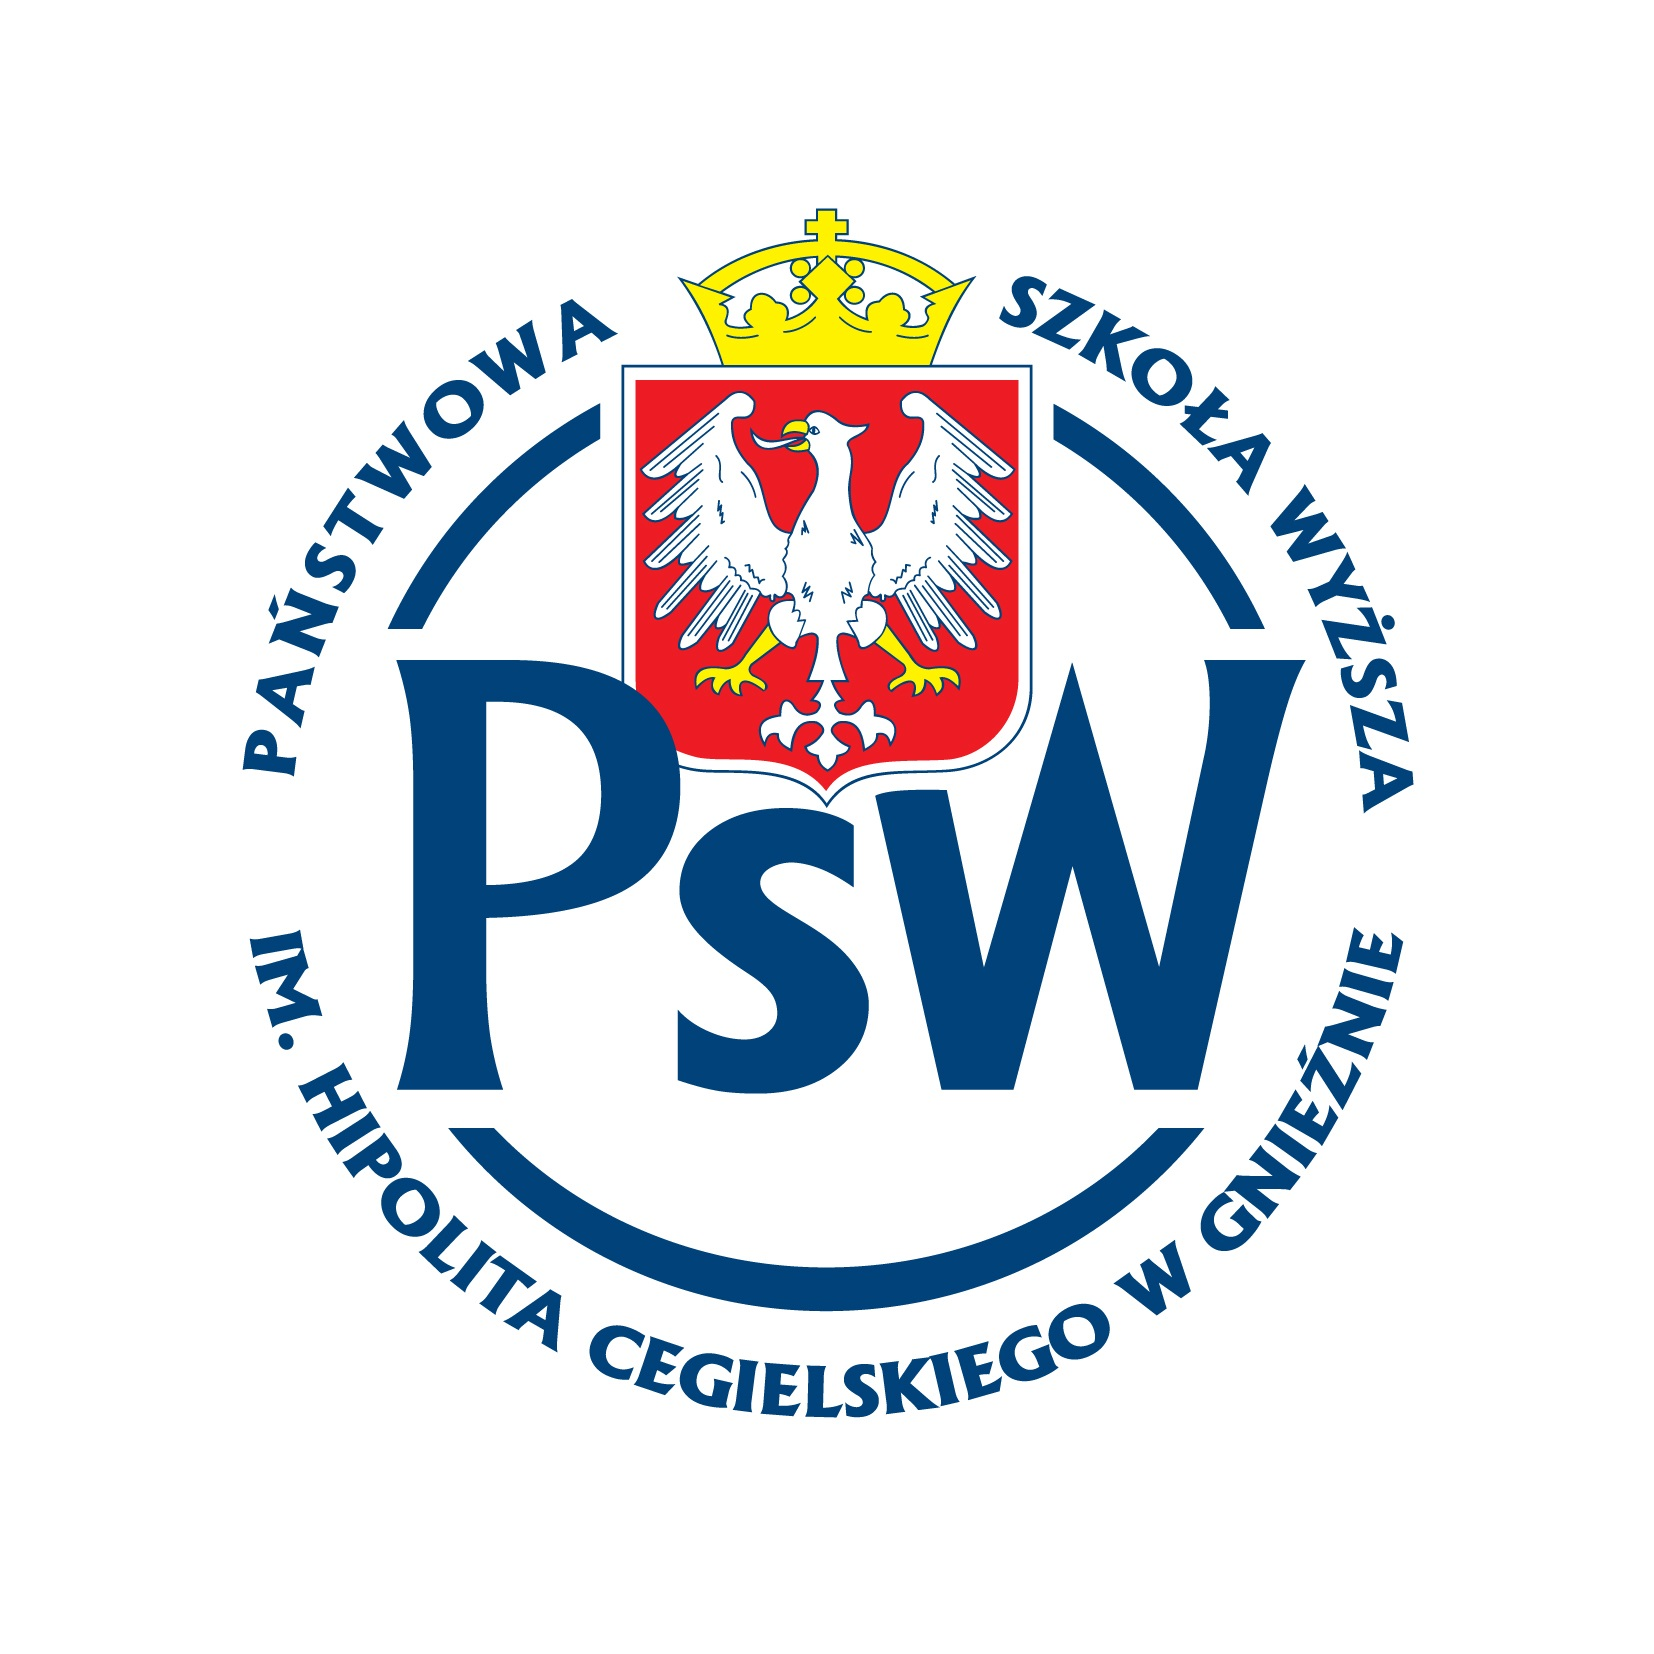 PAŃSTWOWA SZKOŁA WYŻSZA
PsW
IM. HIPOLITA CEGIELSKIEGO W GNIEŹNIE